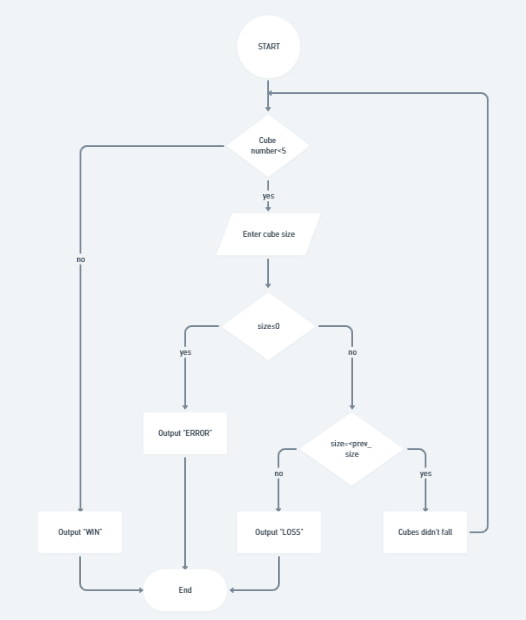 START
Cube
number<5
yes
Enter cube size
no
size≤0
yes
no
Output "ERROR"
size=<prev_
size
no
yes
Output "WIN"
Output "LOSS"
Cubes didn't fall
End